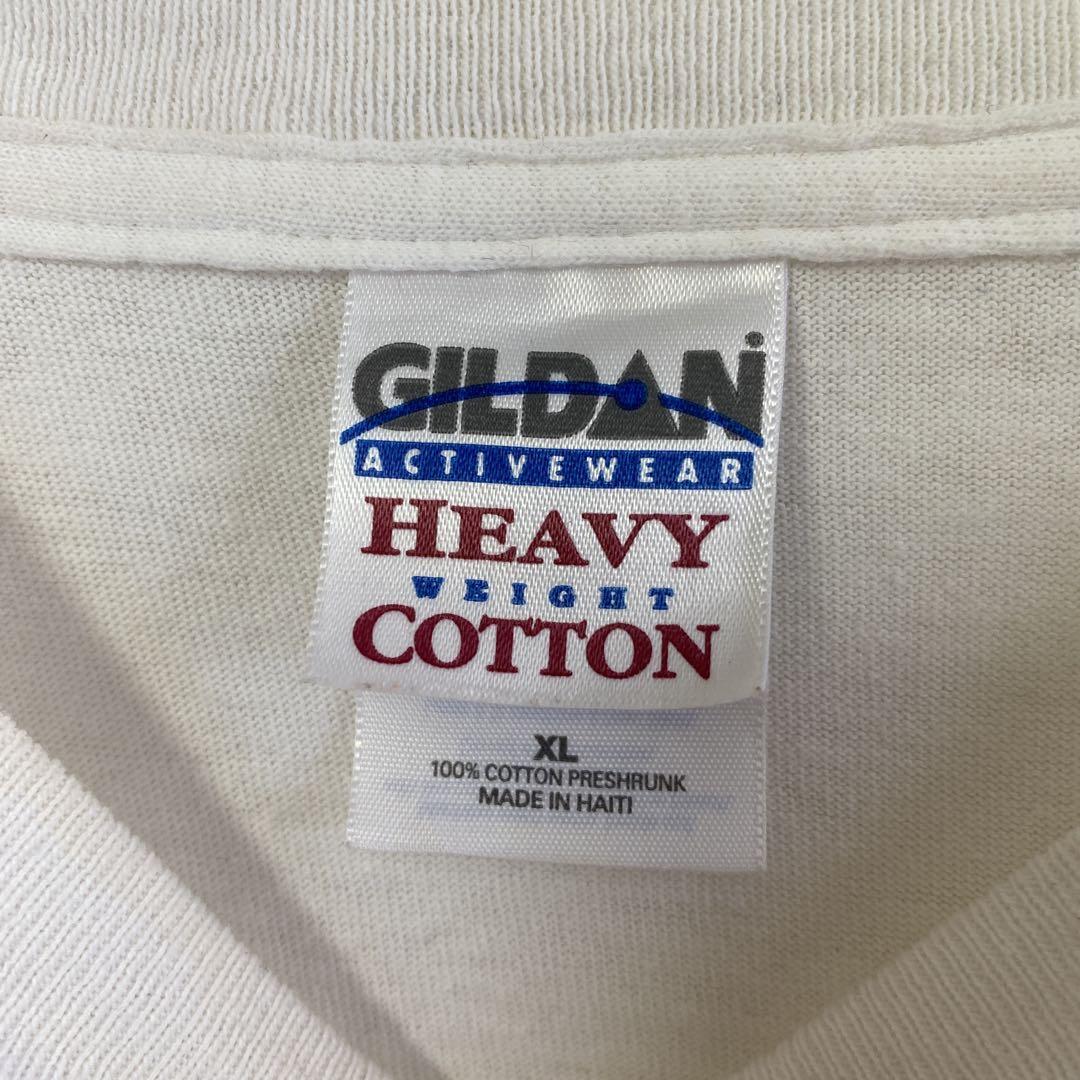 GILDAN
ACTIVEWEAR
HEAVY
WEIGHT
COTTON
XL
100% COTTON PRESHRUNK
MADE IN HAITI